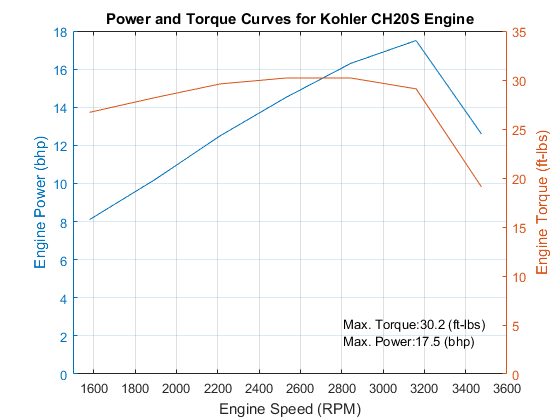 Power and Torque Curves for Kohler CH20S Engine
18
16
14
12
10
8
6
4
2
0
Engine Power (bhp)
35
30
25
20
15
10
5
0
Engine Torque (ft-lbs)
Max. Torque:30.2 (ft-lbs)
Max. Power:17.5 (bhp)
1600 1800 2000 2200 2400 2600 2800 3000 3200 3400 3600
Engine Speed (RPM)